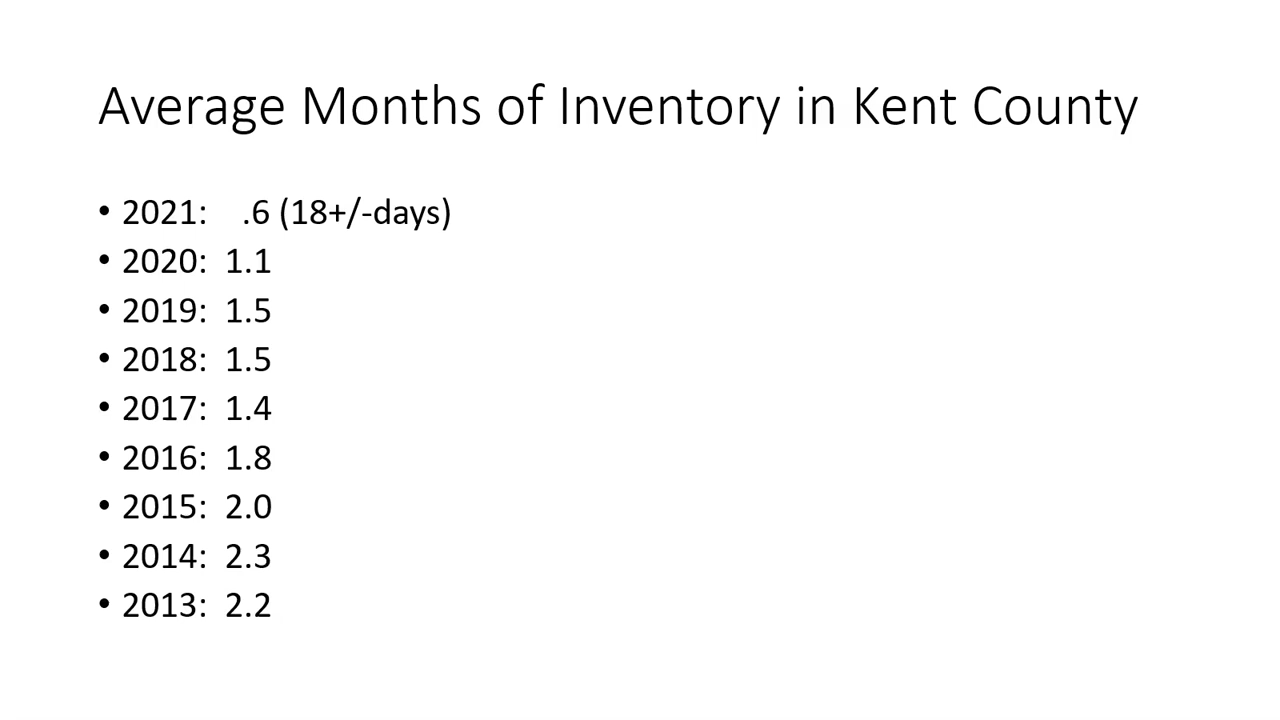 Average Months of Inventory in Kent County
• 2021: .6 (18+/-days)
• 2020: 1.1
• 2019: 1.5
• 2018: 1.5
• 2017: 1.4
• 2016: 1.8
• 2015: 2.0
• 2014: 2.3
• 2013: 2.2